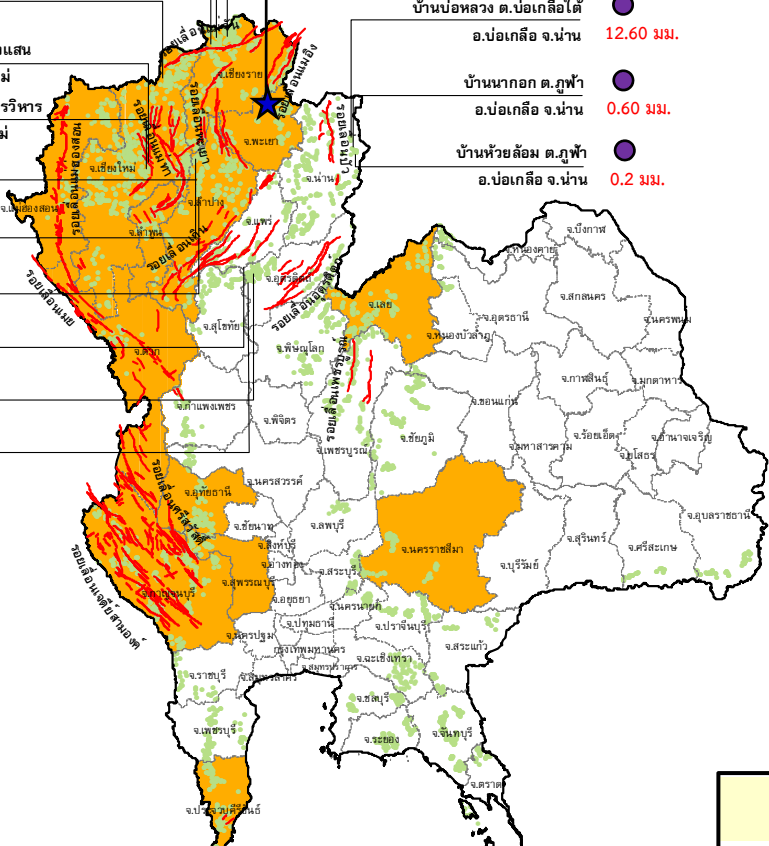 บ้านบ่อหลวง ต.บ่อเกลือใต้
อ.บ่อเกลือ จ.น่าน
12.60 มม.
บ้านนากอก ต.ภูฟ้า
อ.บ่อเกลือ จ.น่าน
0.60 มม.
บ้านห้วยล้อม ต.ภูฟ้า
อ.บ่อเกลือ จ.น่าน
0.2 มม.
จ.เชียงราย
รอยเลื่อนแม่อิง
รอยเลื่อนพะเยา
รอยเลื่อนแม่ทา
รอยเลื่อนปัว
รอยเลื่อนแม่ฮ่องสอน
จ.พะเยา
จ.เชียงใหม่
จ.น่าน
จ.แม่ฮ่องสอน
จ.ลำปาง
จ.แพร่
จ.ลำพูน
รอยเลื่อนเถิน
รอยเลื่อนเมย
จ.อุตรดิตถ์
รอยเลื่อนอุตรดิตถ์
จ.บึงกาฬ
จ.หนองคาย
จ.สกลนคร
จ.เลย
จ.อุดรธานี
จ.นครพนม
จ.สุโขทัย
จ.หนองบัวลำภู
จ.ตาก
จ.พิษณุโลก
รอยเลื่อนเพชรบูรณ์
จ.กาฬสินธุ์
จ.มุกดาหาร
จ.กำแพงเพชร
จ.พิจิตร
จ.ขอนแก่น
จ.ชัยภูมิ
จ.เพชรบูรณ์
จ.มหาสารคาม
จ.ร้อยเอ็ด
จ.อำนาจเจริญ
จ.ยโสธร
รอยเลื่อนศรีสวัสดิ์
จ.อุทัยธานี
จ.นครสวรรค์
จ.ชัยนาท
จ.ลพบุรี
จ.อุบลราชธานี
จ.สิงห์บุรี
จ.นครราชสีมา
จ.สุรินทร์
จ.ศรีสะเกษ
จ.บุรีรัมย์
จ.อ่างทอง
จ.สระบุรี
จ.สุพรรณบุรี
จ.กาญจนบุรี
รอยเลื่อนเจดีย์สามองค์
จ.อยุธยา
จ.นครนายก
จ.ปทุมธานี
จ.ปราจีนบุรี
จ.นครปฐม
กรุงเทพมหานคร
จ.ฉะเชิงเทรา
จ.สระแก้ว
จ.สมุทรปราการ
จ.สมุทรสาคร
จ.ราชบุรี
จ.ชลบุรี
จ.เพชรบุรี
จ.ระยอง
จ.จันทบุรี
จ.ตราด
จ.ประจวบคีรีขันธ์